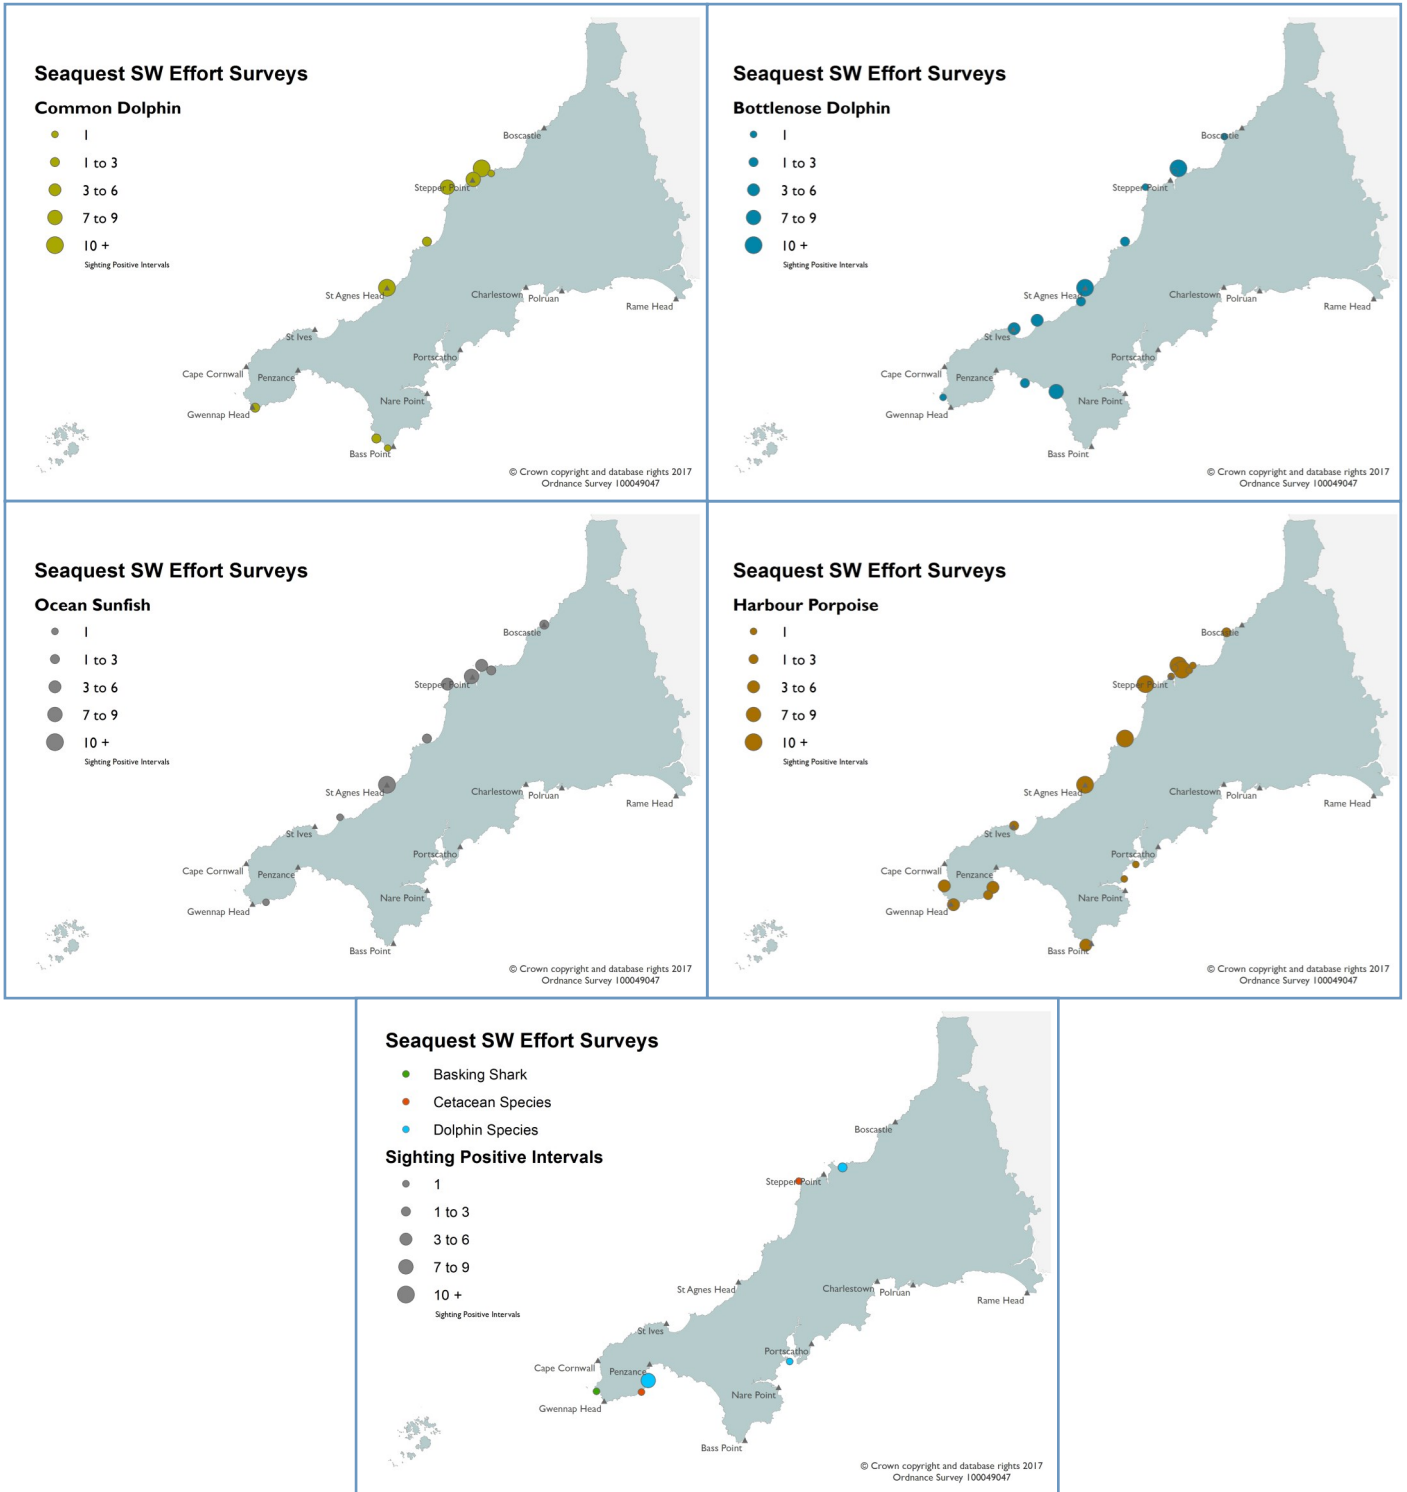 Seaquest SW Effort Surveys
Common Dolphin
1
1 to 3
3 to 6
7 to 9
10 +
Sighting Positive Intervals
Boscastle
Stepper Point
St Agnes Head
Charlestown
Polruan
Rame Head
St Ives
Portscatho
Cape Cornwall
Penzance
Nare Point
Gwennap Head
Bass Point
© Crown copyright and database rights 2017
Ordnance Survey 100049047
Seaquest SW Effort Surveys
Bottlenose Dolphin
1
1 to 3
3 to 6
7 to 9
10 +
Sighting Positive Intervals
Boscastle
Stepper Point
St Agnes Head
Charlestown
Polruan
Rame Head
St Ives
Portscatho
Cape Cornwall
Penzance
Nare Point
Gwennap Head
Bass Point
© Crown copyright and database rights 2017
Ordnance Survey 100049047
Seaquest SW Effort Surveys
Ocean Sunfish
1
1 to 3
3 to 6
7 to 9
10 +
Sighting Positive Intervals
Boscastle
Stepper Point
St Agnes Head
Charlestown
Polruan
Rame Head
St Ives
Portscatho
Cape Cornwall
Penzance
Nare Point
Gwennap Head
Bass Point
© Crown copyright and database rights 2017
Ordnance Survey 100049047
Seaquest SW Effort Surveys
Harbour Porpoise
1
1 to 3
3 to 6
7 to 9
10 +
Sighting Positive Intervals
Boscastle
Stepper Point
St Agnes Head
Charlestown
Polruan
Rame Head
St Ives
Portscatho
Cape Cornwall
Penzance
Nare Point
Gwennap Head
Bass Point
© Crown copyright and database rights 2017
Ordnance Survey 100049047
Seaquest SW Effort Surveys
Basking Shark
Cetacean Species
Dolphin Species
Sighting Positive Intervals
1
1 to 3
3 to 6
7 to 9
10 +
Sighting Positive Intervals
Boscastle
Stepper Point
St Agnes Head
Charlestown
Polruan
Rame Head
St Ives
Portscatho
Cape Cornwall
Penzance
Nare Point
Gwennap Head
Bass Point
© Crown copyright and database rights 2017
Ordnance Survey 100049047